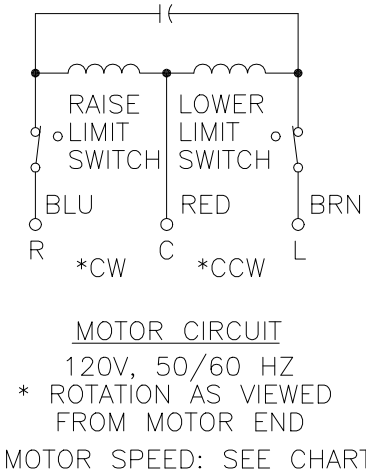 RAISE LOWER
LIMIT LIMIT
SWITCH SWITCH
BLU RED BRN
R C L
*CW *CCW
MOTOR CIRCUIT
120V, 50/60 HZ
* ROTATION AS VIEWED
FROM MOTOR END
MOTOR SPEED: SEE CHART